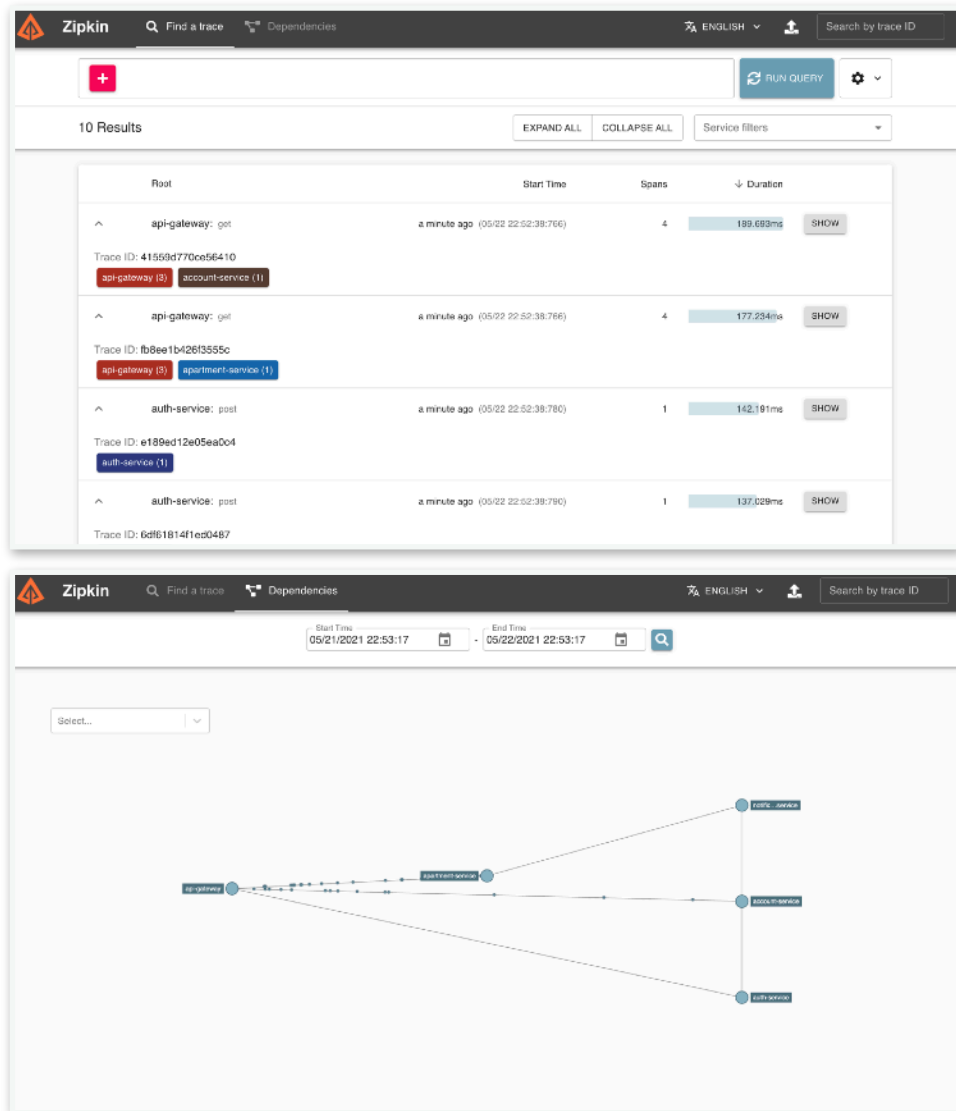 Zipkin Find a trace Dependencies ENGLISH Search by trace ID
RUN QUERY
10 Results EXPAND ALL COLLAPSE ALL Service filters
Root Start Time Spans Duration
api-gateway: get a minute ago (05/22 22:52:38:766) 4 189.693ms SHOW
Trace ID: 41559d770ce56410
api-gateway (3) account-service (1)
api-gateway: get a minute ago (05/22 22:52:38:766) 4 177.234ms SHOW
Trace ID: fb8ee1b426f3555c
api-gateway (3) apartment-service (1)
auth-service: post a minute ago (05/22 22:52:38:780) 1 142.191ms SHOW
Trace ID: e189ed12e05ea0c4
auth-service (1)
auth-service: post a minute ago (05/22 22:52:38:790) 1 137.029ms SHOW
Trace ID: 6df61814f1ed0487
Zipkin Find a trace Dependencies ENGLISH Search by trace ID
Start Time End Time
05/21/2021 22:53:17 - 05/22/2021 22:53:17
Select...
notific...service
apartment-service
api-gateway
account-service
auth-service